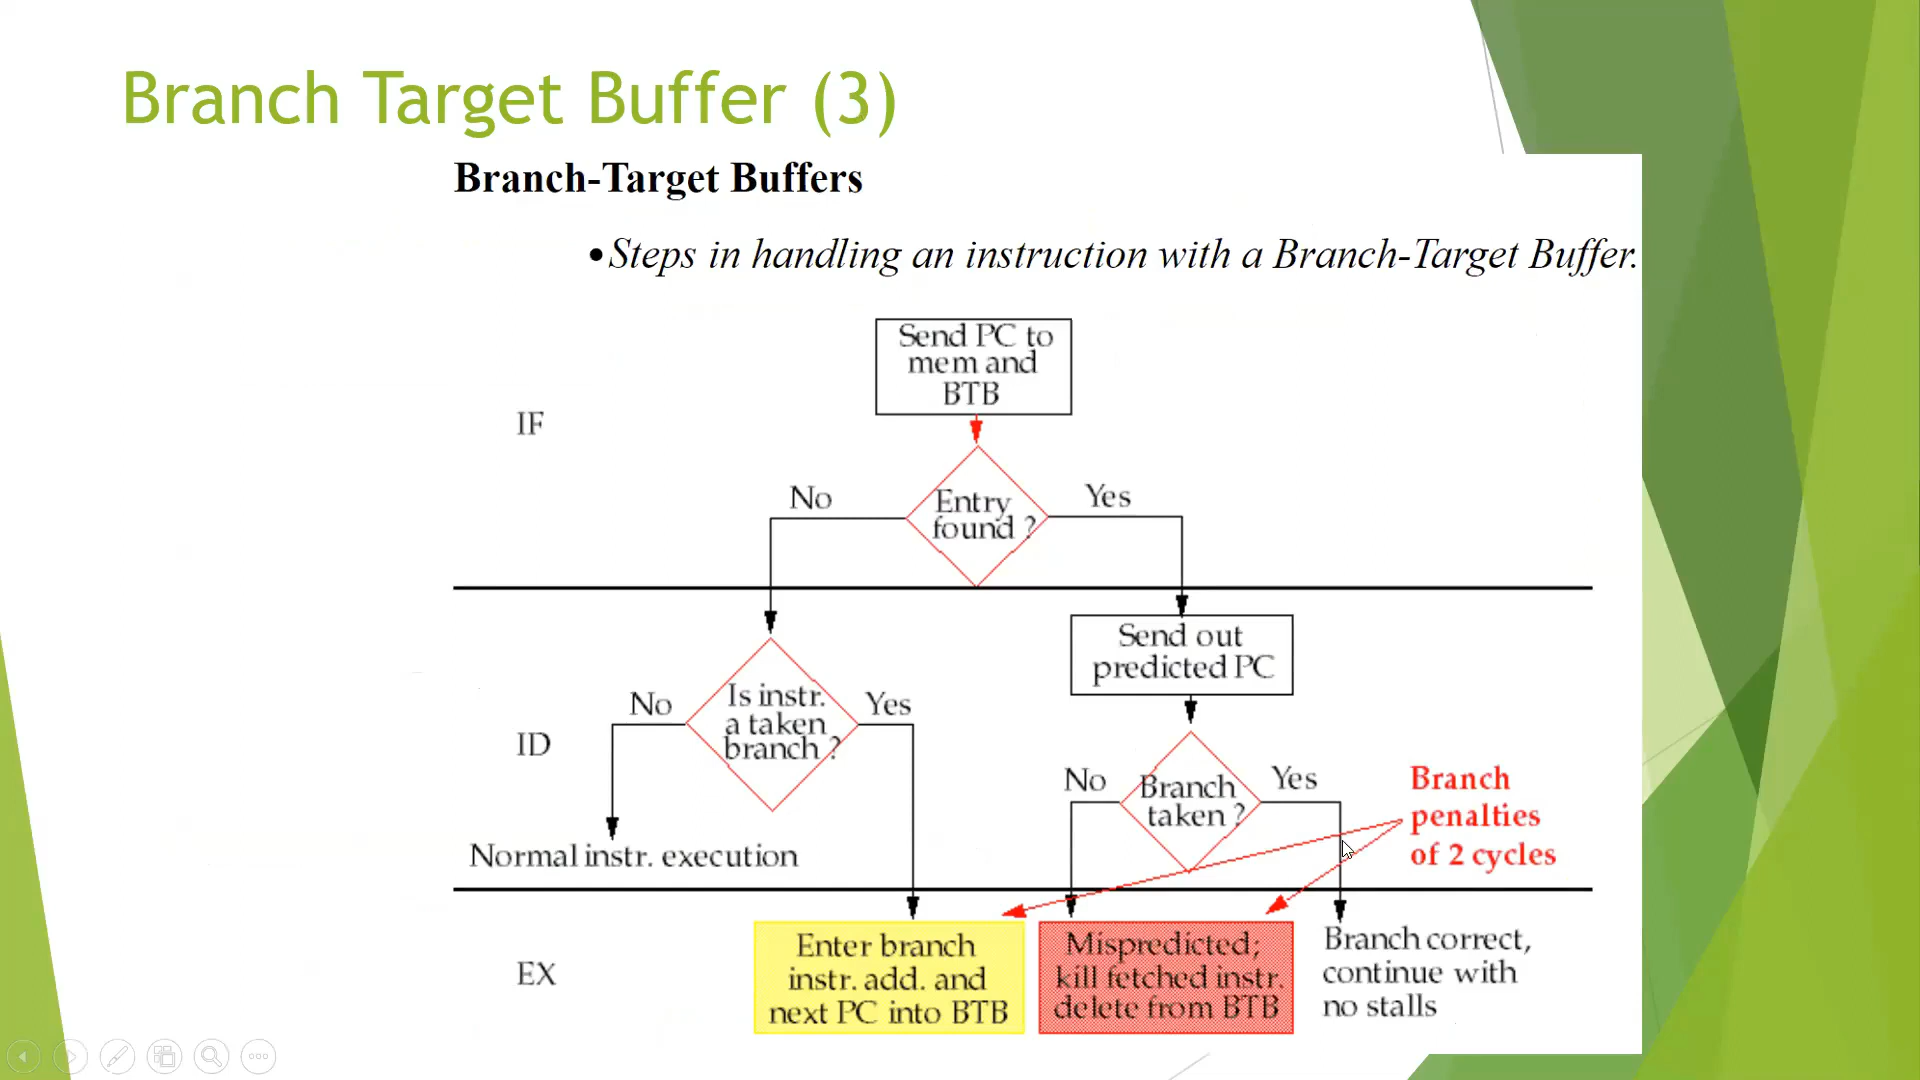 Branch Target Buffer (3)
Branch-Target Buffers
•Steps in handling an instruction with a Branch-Target Buffer.
Send PC to
mem and
BTB
IF
No
Entry
found ?
Yes
Send out
predicted PC
No
Is instr.
a taken
branch ?
Yes
ID
No
Branch
taken ?
Yes
Branch
penalties
of 2 cycles
Normal instr. execution
EX
Enter branch
instr. add. and
next PC into BTB
Mispredicted;
kill fetched instr.
delete from BTB
Branch correct,
continue with
no stalls